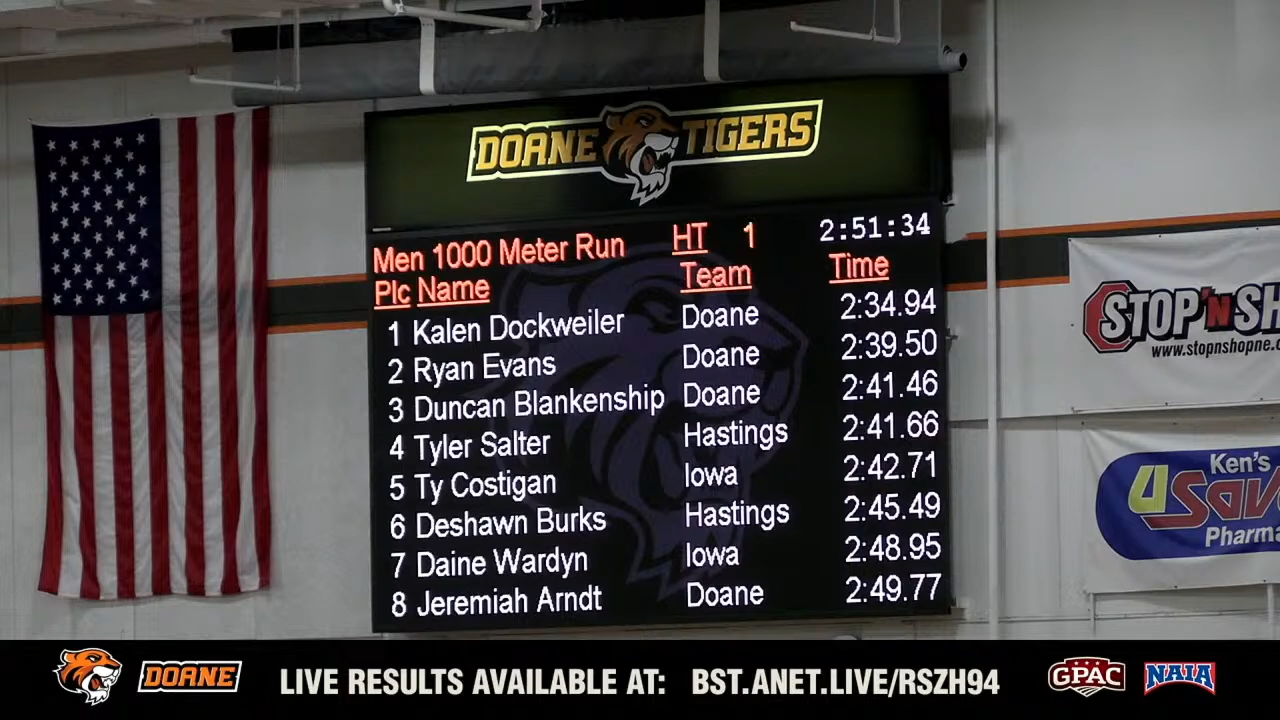 DOANE TIGERS
Men 1000 Meter Run HT 1 2:51:34
Plc Name Team Time
1 Kalen Dockweiler Doane 2:34.94
2 Ryan Evans Doane 2:39.50
3 Duncan Blankenship Doane 2:41.46
4 Tyler Salter Hastings 2:41.66
5 Ty Costigan Iowa 2:42.71
6 Deshawn Burks Hastings 2:45.49
7 Daine Wardyn Iowa 2:48.95
8 Jeremiah Arndt Doane 2:49.77
STOP'N
www.stopnshopne.
Ken's
U
DOANE LIVE RESULTS AVAILABLE AT: BST.ANET.LIVE/RSZH94 GPAC NAIA